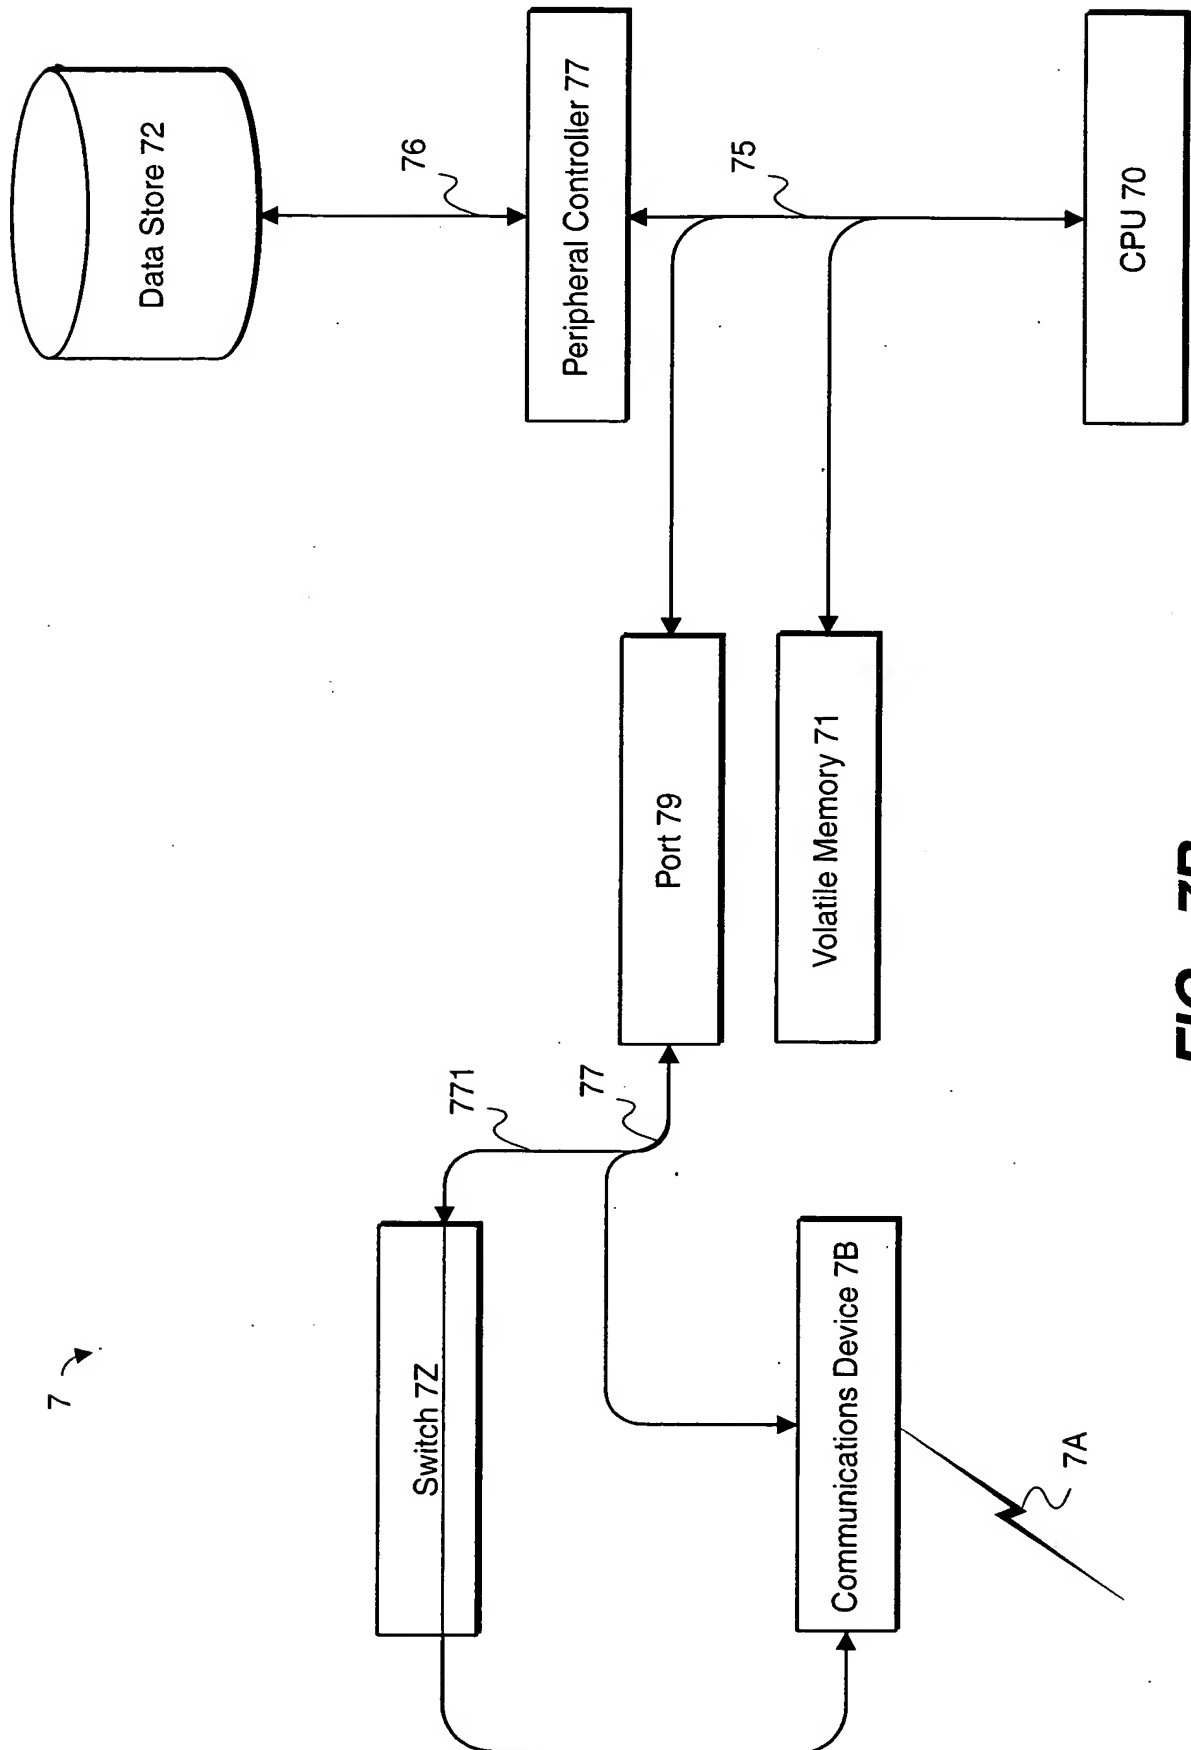 7
Data Store 72
76
Switch 7Z
771
Peripheral Controller 77
77
Port 79
75
Volatile Memory 71
Communications Device 7B
7A
CPU 70